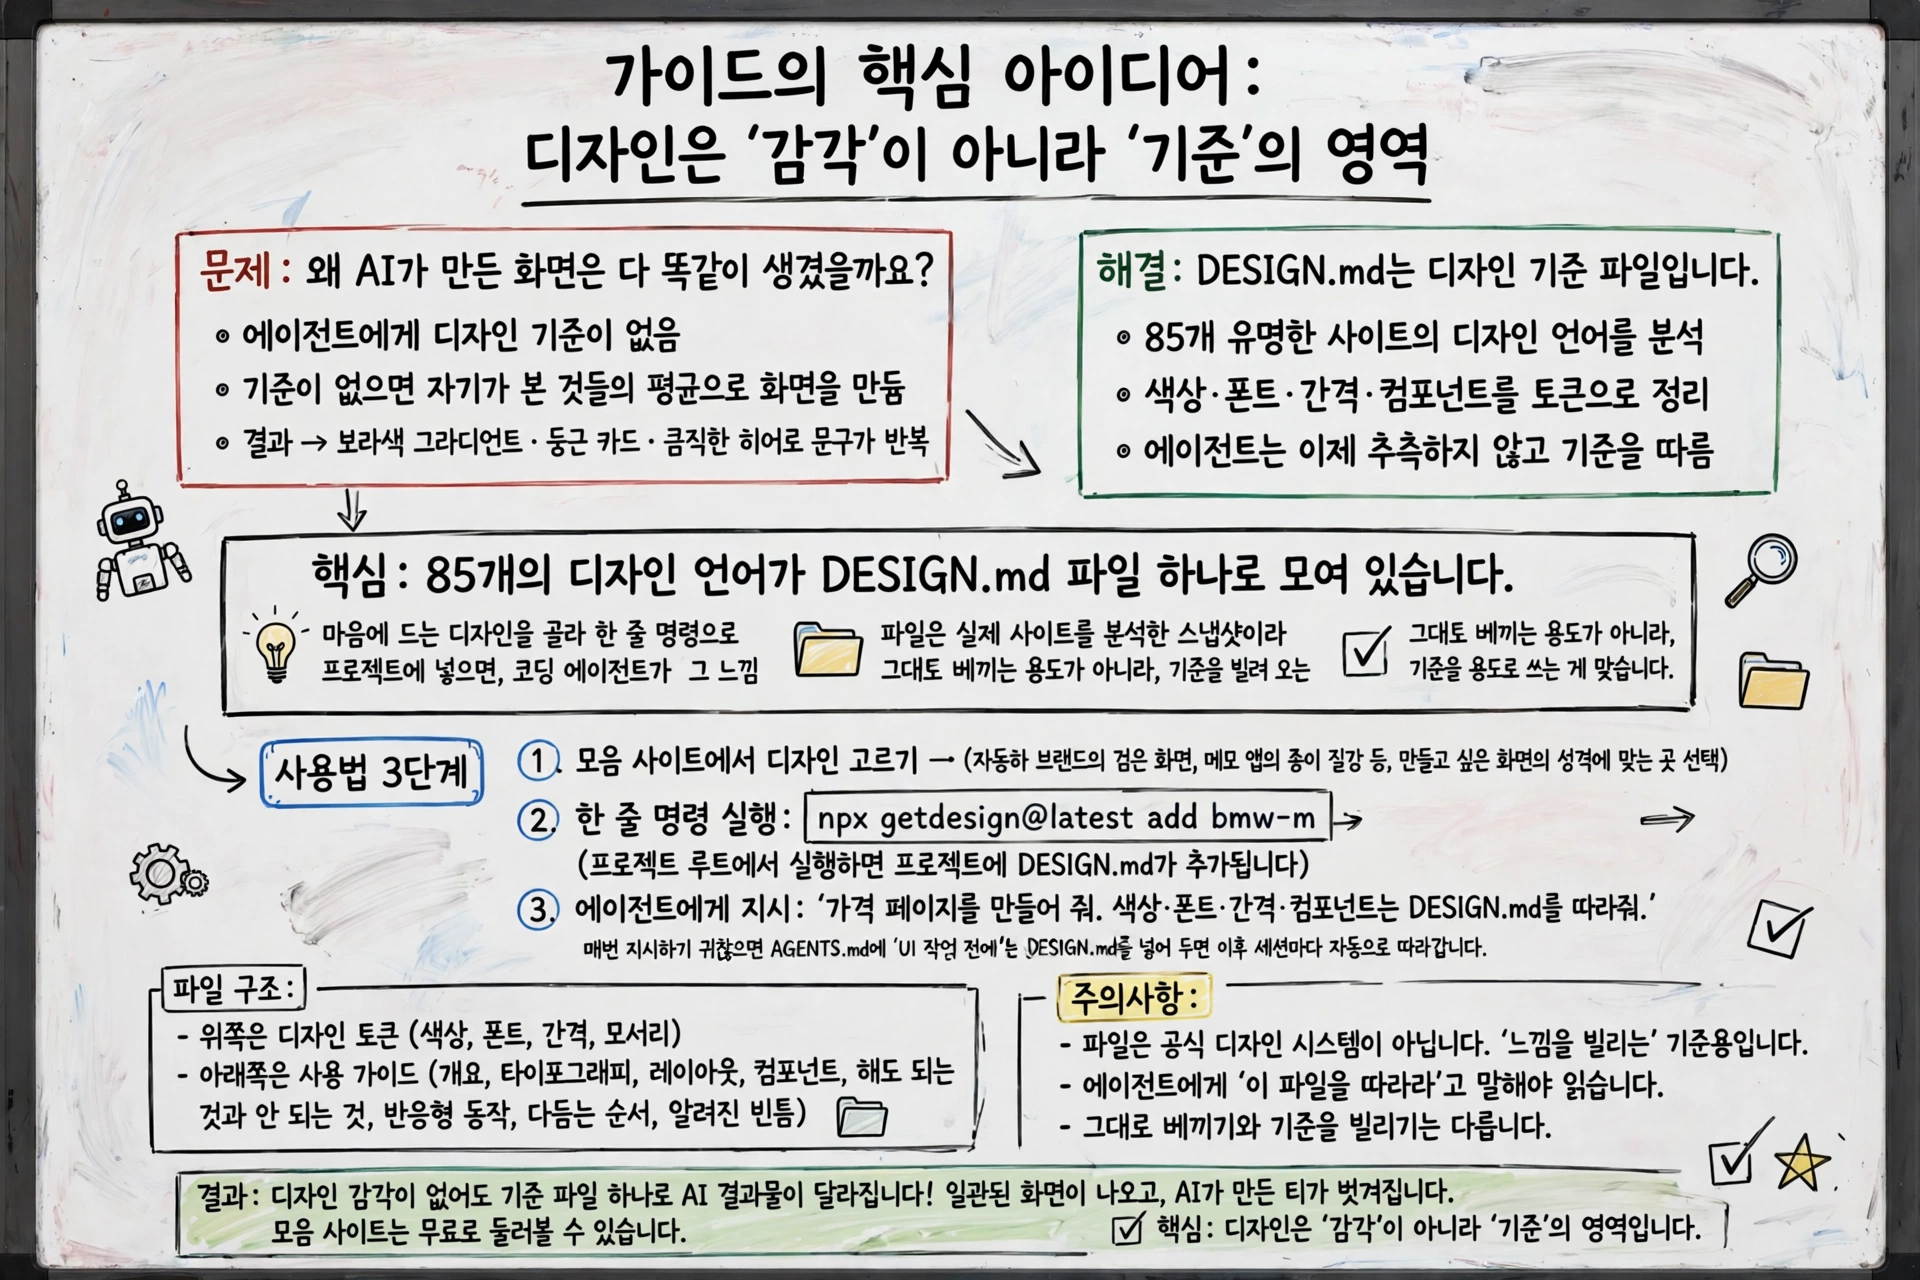 가이드의 핵심 아이디어:
디자인은 '감각'이 아니라 '기준'의 영역
문제: 왜 AI가 만든 화면은 다 똑같이 생겼을까요?
에이전트에게 디자인 기준이 없음
기준이 없으면 자기가 본 것들의 평균으로 화면을 만듦
결과 → 보라색 그라디언트 · 둥근 카드 · 큼직한 히어로 문구가 반복
해결: DESIGN.md는 디자인 기준 파일입니다.
85개 유명한 사이트의 디자인 언어를 분석
색상·폰트·간격·컴포넌트를 토큰으로 정리
에이전트는 이제 추측하지 않고 기준을 따름
핵심: 85개의 디자인 언어가 DESIGN.md 파일 하나로 모여 있습니다.
마음에 드는 디자인을 골라 한 줄 명령으로
프로젝트에 넣으면, 코딩 에이전트가 그 느낌
파일은 실제 사이트를 분석한 스냅샷이라
그대토 베끼는 용도가 아니라, 기준을 빌려 오는
그대토 베끼는 용도가 아니라,
기준을 용도로 쓰는 게 맞습니다.
사용법 3단계
1. 모음 사이트에서 디자인 고르기 → (자동하 브랜드의 검은 화면, 메모 앱의 종이 질강 등, 만들고 싶은 화면의 성격에 맞는 곳 선택)
2. 한 줄 명령 실행: npx getdesign@latest add bmw-m →
(프로젝트 루트에서 실행하면 프로젝트에 DESIGN.md가 추가됩니다)
3. 에이전트에게 지시: '가격 페이지를 만들어 줘. 색상·폰트·간격·컴포넌트는 DESIGN.md를 따라줘.'
매번 지시하기 귀찮으면 AGENTS.md에 'UI 작업 전에'는 DESIGN.md를 넣어 두면 이후 세션마다 자동으로 따라갑니다.
파일 구조:
- 위쪽은 디자인 토큰 (색상, 폰트, 간격, 모서리)
- 아래쪽은 사용 가이드 (개요, 타이포그래피, 레이아웃, 컴포넌트, 해도 되는
것과 안 되는 것, 반응형 동작, 다듬는 순서, 알려진 빈틈)
주의사항:
- 파일은 공식 디자인 시스템이 아닙니다. '느낌을 빌리는' 기준용입니다.
- 에이전트에게 '이 파일을 따라라'고 말해야 읽습니다.
- 그대로 베끼기와 기준을 빌리기는 다릅니다.
결과: 디자인 감각이 없어도 기준 파일 하나로 AI 결과물이 달라집니다! 일관된 화면이 나오고, AI가 만든 티가 벗겨집니다.
모음 사이트는 무료로 둘러볼 수 있습니다.
핵심: 디자인은 '감각'이 아니라 '기준'의 영역입니다.